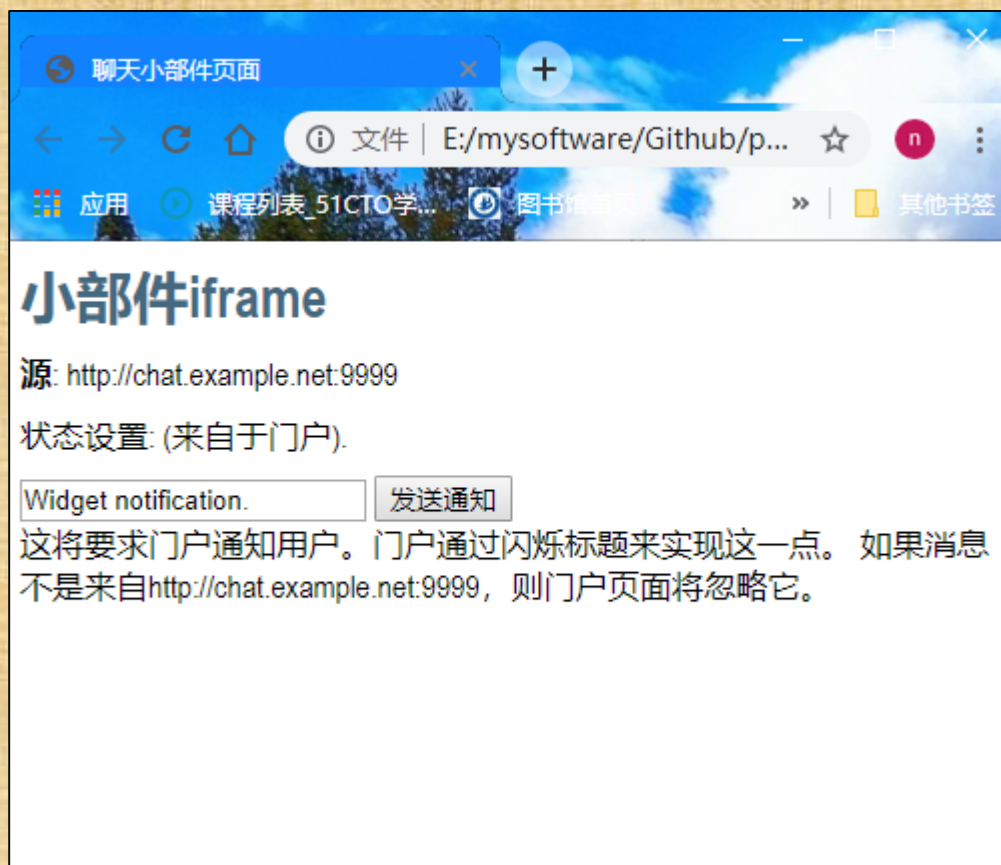 聊天小部件页面
文件 | E:/mysoftware/Github/p...
n
应用 课程列表_51CTO学... 图书馆首页 » 其他书签
小部件iframe
源: http://chat.example.net:9999
状态设置: (来自于门户).
Widget notification. 发送通知
这将要求门户通知用户。门户通过闪烁标题来实现这一点。 如果消息
不是来自http://chat.example.net:9999，则门户页面将忽略它。